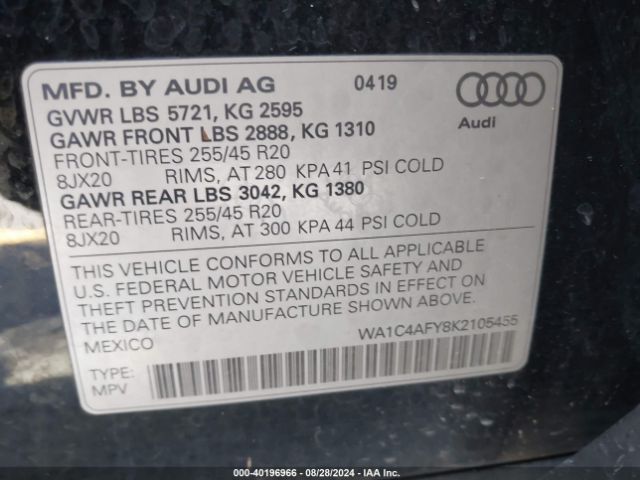 MFD. BY AUDI AG 0419
GVWR LBS 5721, KG 2595
GAWR FRONT LBS 2888, KG 1310
FRONT-TIRES 255/45 R20
8JX20 RIMS, AT 280 KPA 41 PSI COLD
GAWR REAR LBS 3042, KG 1380
REAR-TIRES 255/45 R20
8JX20 RIMS, AT 300 KPA 44 PSI COLD
Audi
THIS VEHICLE CONFORMS TO ALL APPLICABLE
U.S. FEDERAL MOTOR VEHICLE SAFETY AND
THEFT PREVENTION STANDARDS IN EFFECT ON
THE DATE OF MANUFACTURE SHOWN ABOVE.
MEXICO WA1C4AFY8K2105455
TYPE:
MPV
000-40196966 - 08/28/2024 - IAA Inc.